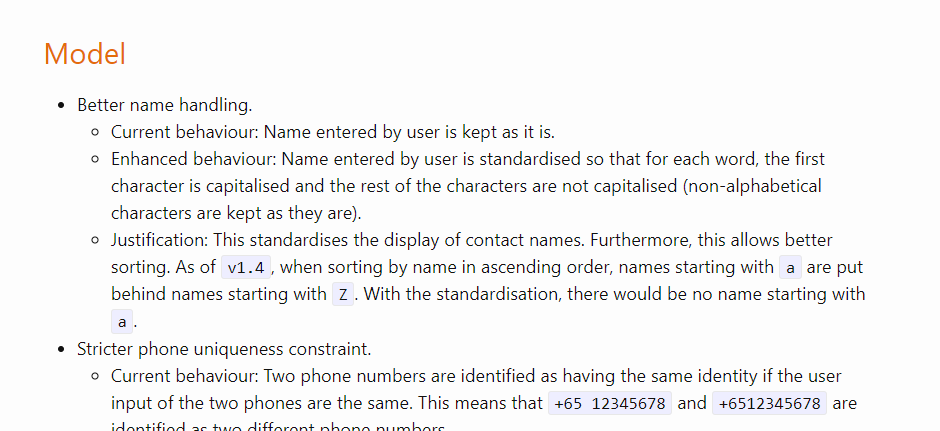 Model
Better name handling.
Current behaviour: Name entered by user is kept as it is.
Enhanced behaviour: Name entered by user is standardised so that for each word, the first
character is capitalised and the rest of the characters are not capitalised (non-alphabetical
characters are kept as they are).
Justification: This standardises the display of contact names. Furthermore, this allows better
sorting. As of v1.4, when sorting by name in ascending order, names starting with a are put
behind names starting with Z. With the standardisation, there would be no name starting with
a.
Stricter phone uniqueness constraint.
Current behaviour: Two phone numbers are identified as having the same identity if the user
input of the two phones are the same. This means that +65 12345678 and +6512345678 are
identified as two different phone numbers.